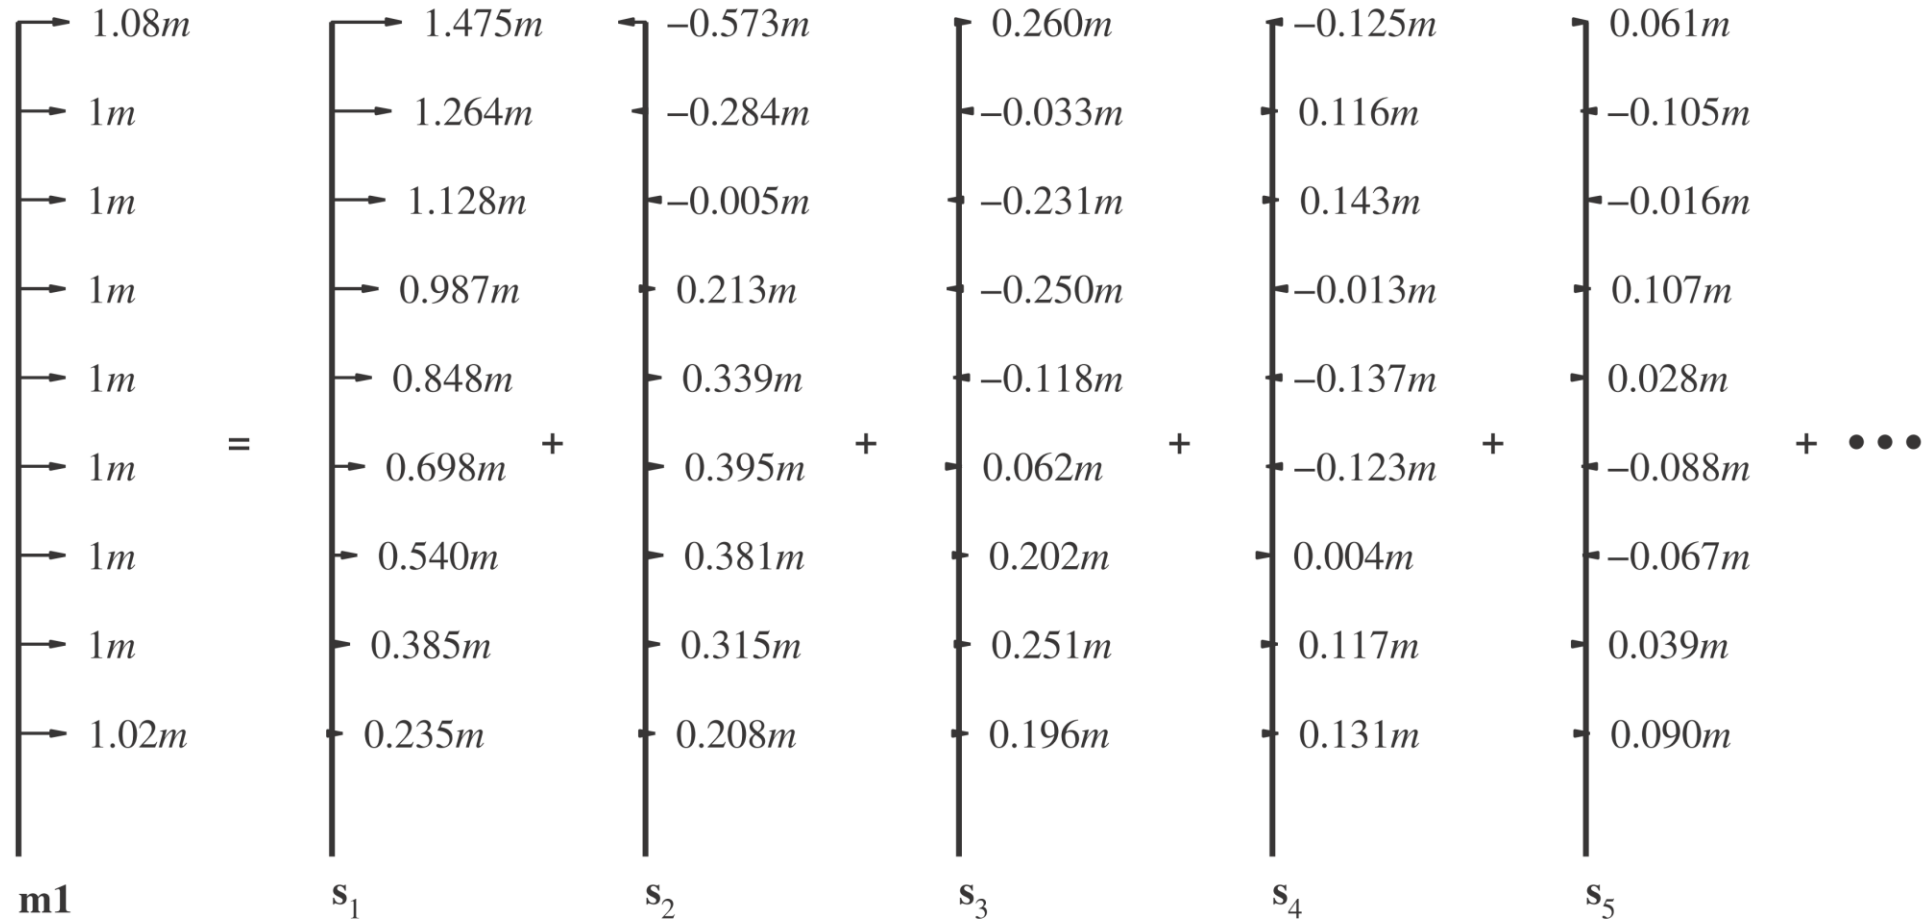 1.08m 1.475m −0.573m 0.260m −0.125m 0.061m
1m 1.264m −0.284m −0.033m 0.116m −0.105m
1m 1.128m −0.005m −0.231m 0.143m −0.016m
1m 0.987m 0.213m −0.250m −0.013m 0.107m
1m 0.848m 0.339m −0.118m −0.137m 0.028m
= + + + + + •••
1m 0.698m 0.395m 0.062m −0.123m −0.088m
1m 0.540m 0.381m 0.202m 0.004m −0.067m
1m 0.385m 0.315m 0.251m 0.117m 0.039m
1.02m 0.235m 0.208m 0.196m 0.131m 0.090m
m1 s₁ s₂ s₃ s₄ s₅